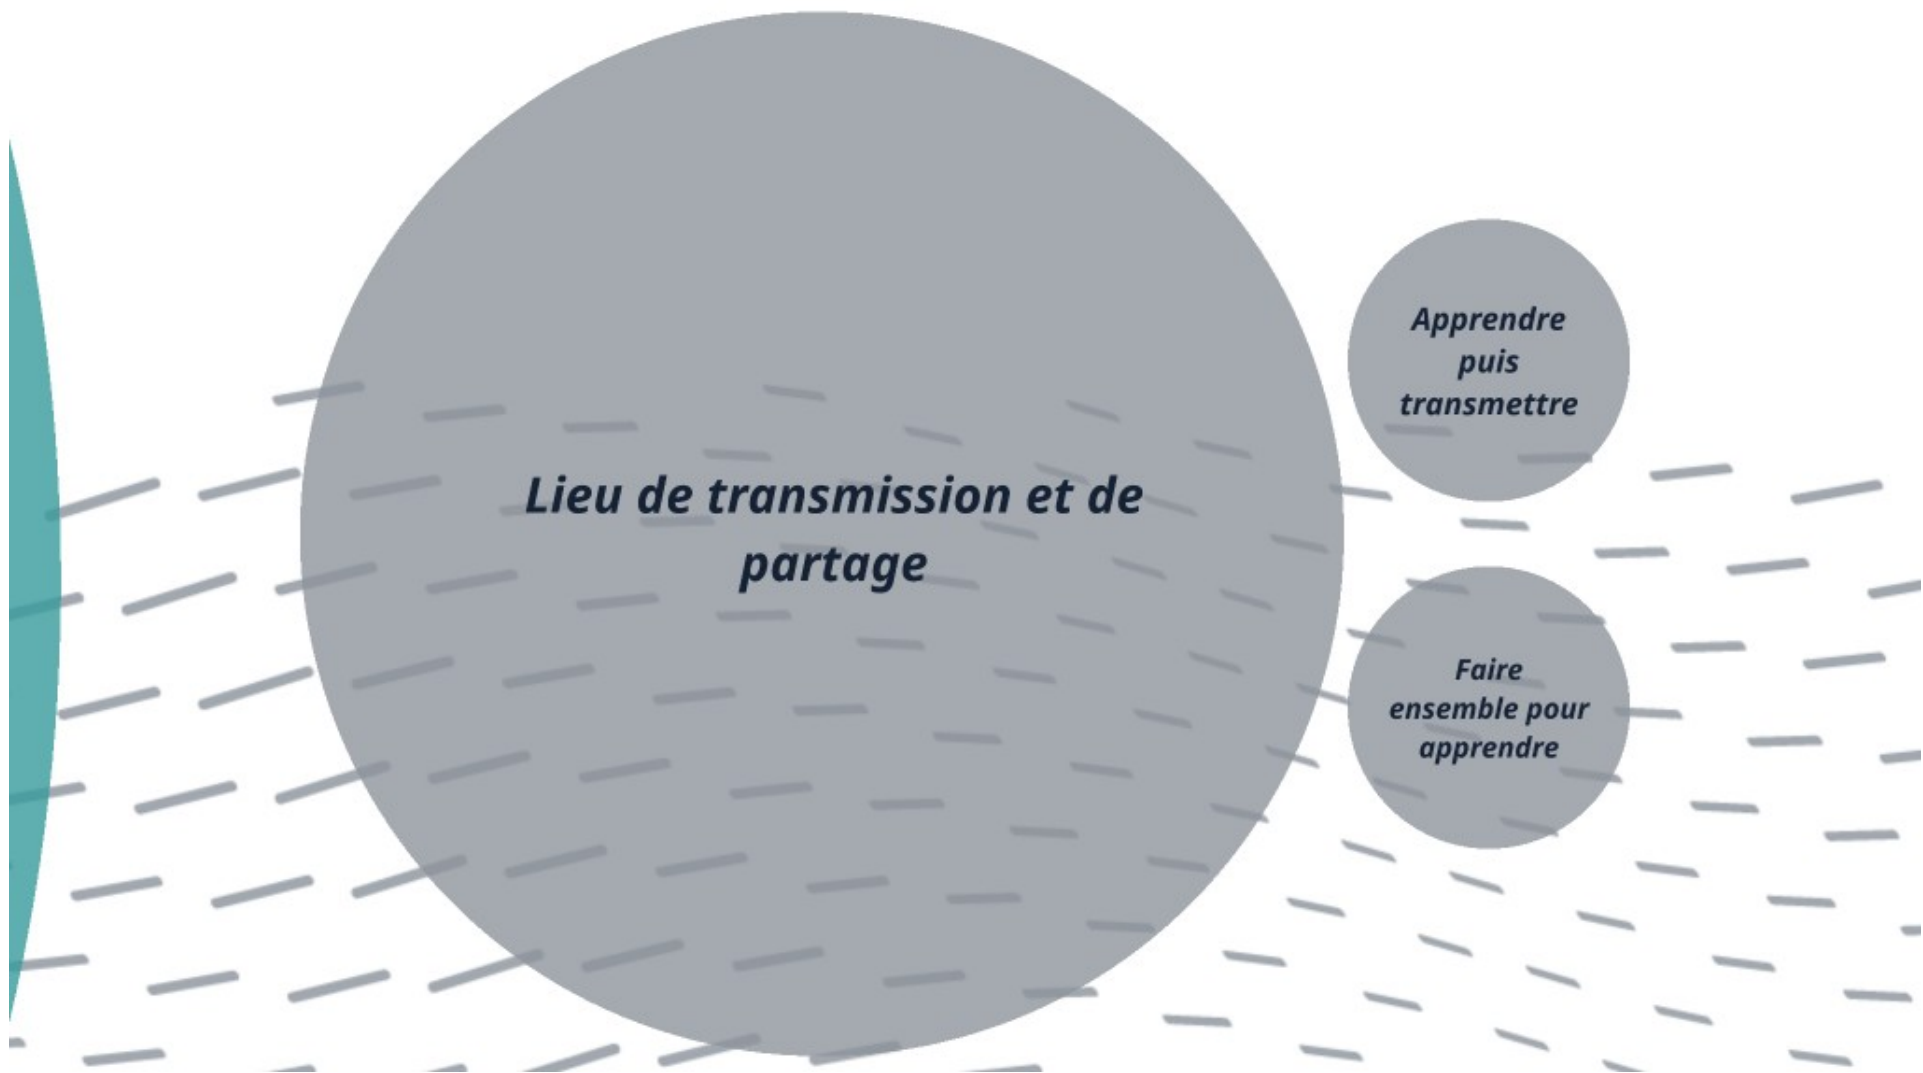 Lieu de transmission et de
partage
Apprendre
puis
transmettre
Faire
ensemble pour
apprendre